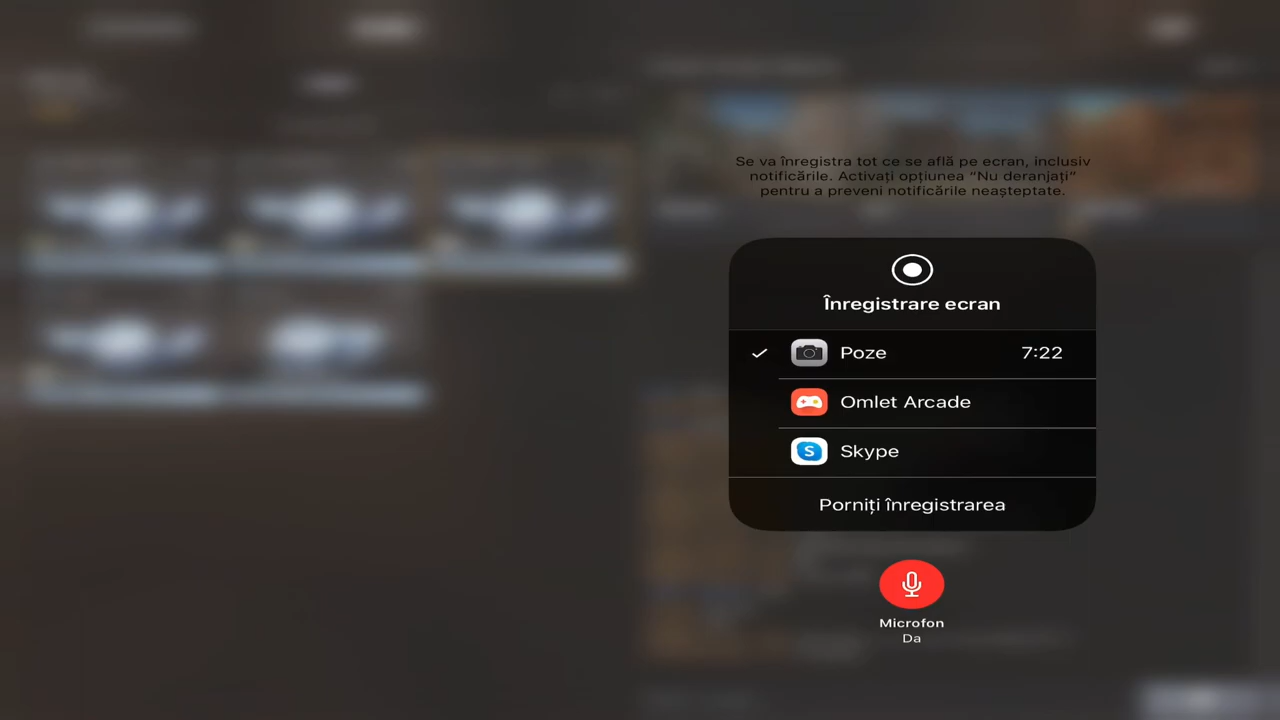 Se va înregistra tot ce se află pe ecran, inclusiv
notificările. Activați opțiunea “Nu deranjați”
pentru a preveni notificările neașteptate.
Înregistrare ecran
Poze 7:22
Omlet Arcade
Skype
Porniți înregistrarea
Microfon
Da